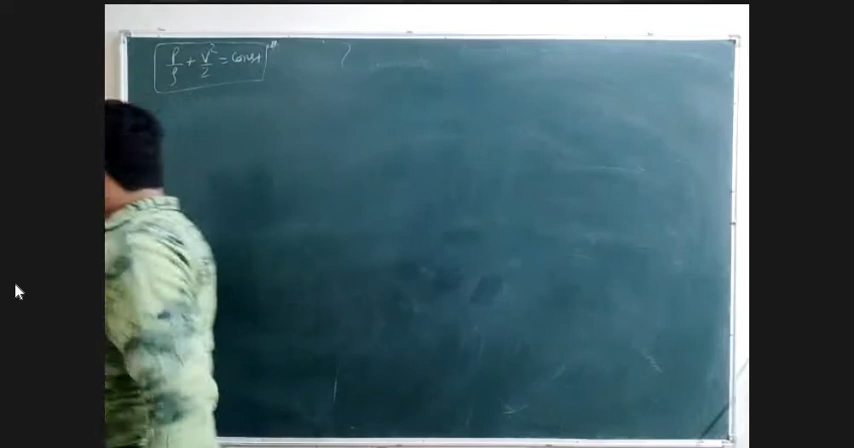 P/ρ + v²/2 = const